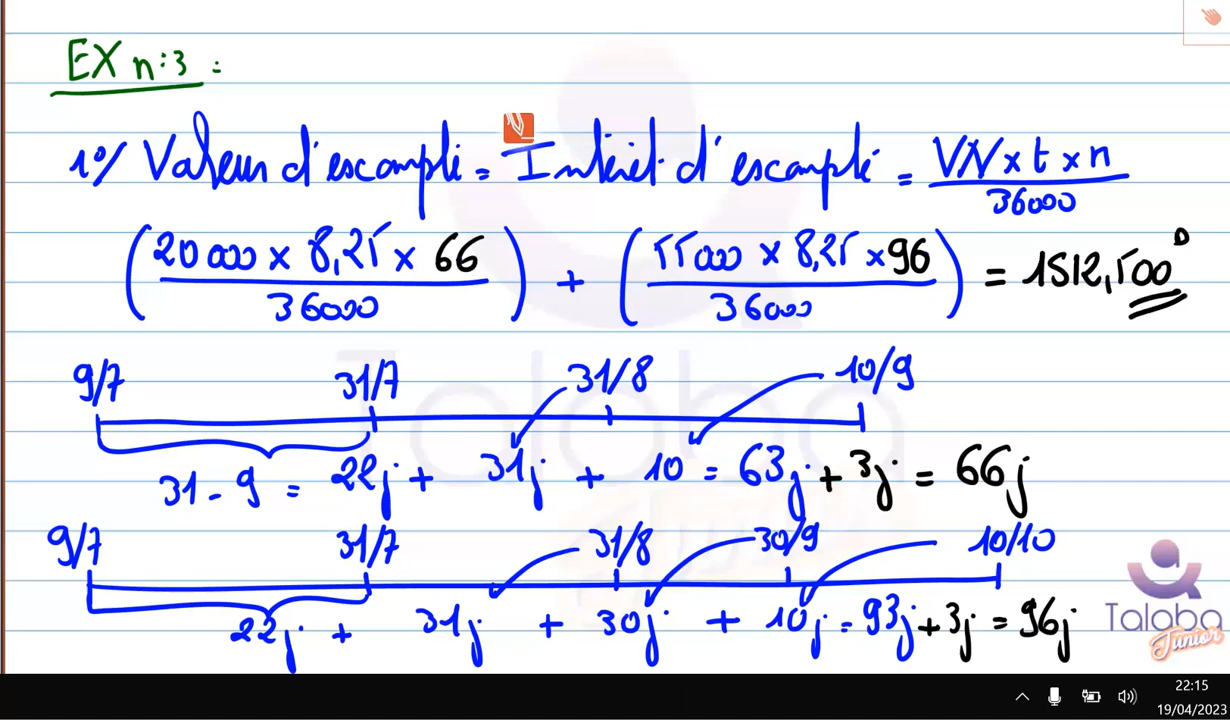 EX n:3 :
1°/ Valeur d'escompte = Intérêt d'escompte = VN x t x n / 36000
(20 000 x 8,25 x 66 / 36000) + (55000 x 8,25 x 96 / 36000) = 1512,500 D
9/7 31/7 31/8 10/9
31 - 9 = 22j + 31j + 10 = 63j + 3j = 66j
9/7 31/7 31/8 30/9 10/10
22j + 31j + 30j + 10j = 93j + 3j = 96j
Talaba
Junior
22:15
19/04/2023